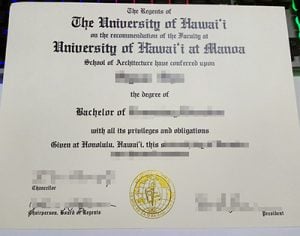 The Regents of
The University of Hawai'i
on the recommendation of the Faculty at
University of Hawai'i at Manoa
School of Architecture have conferred upon
the degree of
Bachelor of
with all its privileges and obligations
Given at Honolulu, Hawai'i, this
Chancellor
Chairperson, Board of Regents
President